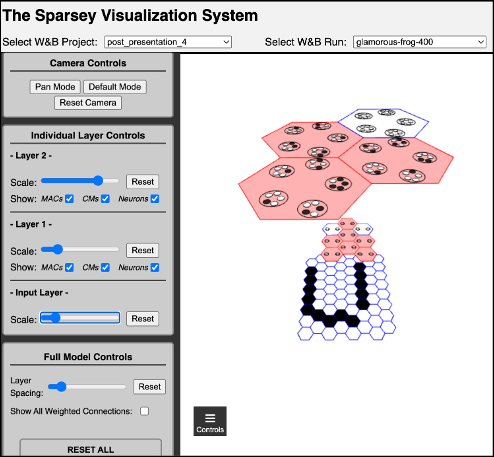 The Sparsey Visualization System
Select W&B Project: post_presentation_4 Select W&B Run: glamorous-frog-400
Camera Controls
Pan Mode Default Mode
Reset Camera
Individual Layer Controls
- Layer 2 -
Scale: Reset
Show: MACs CMs Neurons
- Layer 1 -
Scale: Reset
Show: MACs CMs Neurons
- Input Layer -
Scale: Reset
Full Model Controls
Layer Spacing: Reset
Show All Weighted Connections:
RESET ALL
Controls